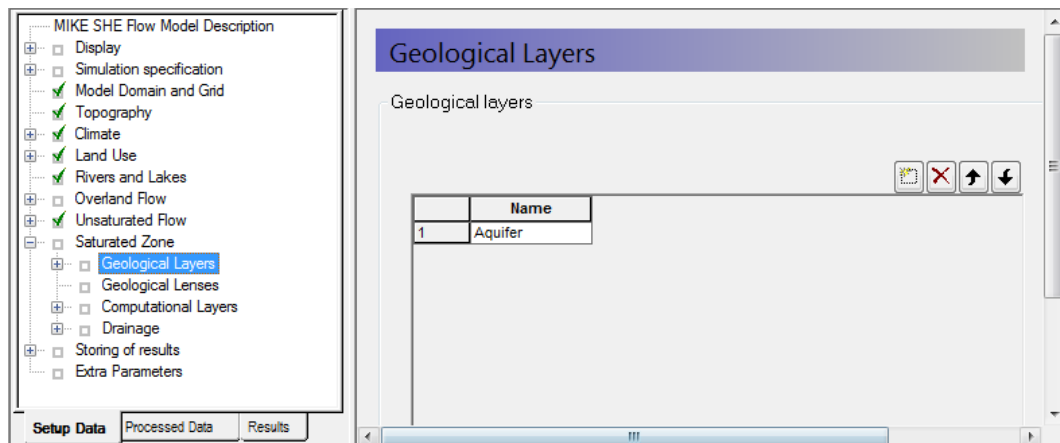 MIKE SHE Flow Model Description
Display
Simulation specification
Model Domain and Grid
Topography
Climate
Land Use
Rivers and Lakes
Overland Flow
Unsaturated Flow
Saturated Zone
Geological Layers
Geological Lenses
Computational Layers
Drainage
Storing of results
Extra Parameters
Setup Data Processed Data Results
Geological Layers
Geological layers
Name
1 Aquifer